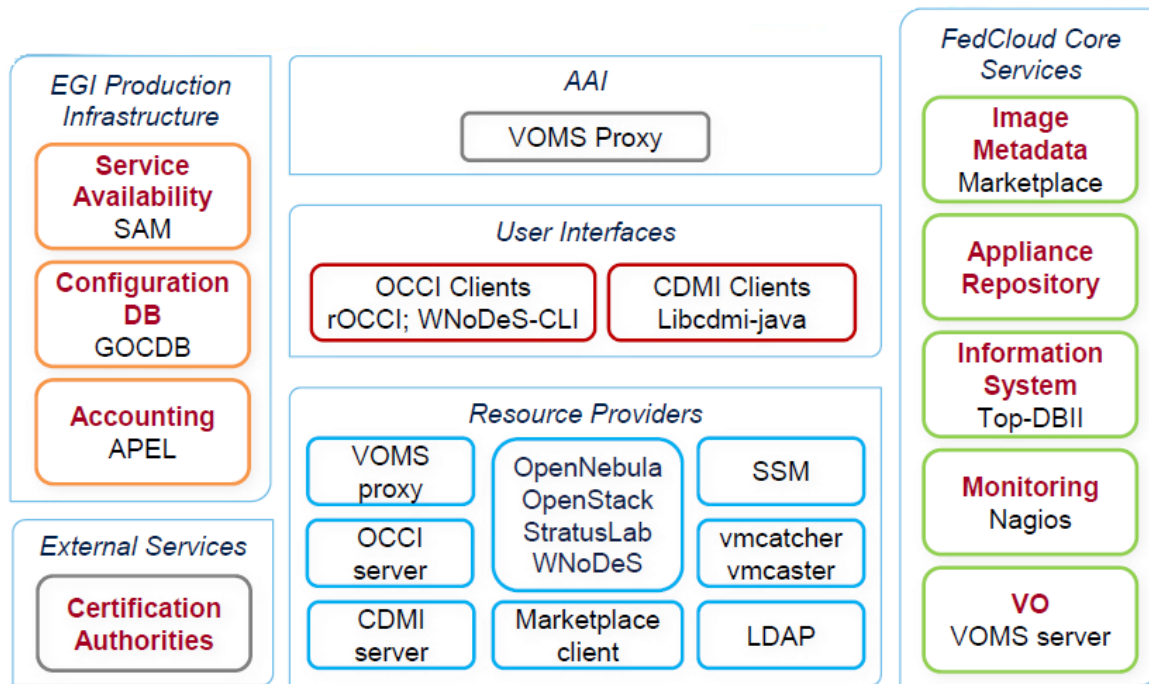 EGI Production
Infrastructure
Service
Availability
SAM
Configuration
DB
GOCDB
Accounting
APEL
External Services
Certification
Authorities
AAI
VOMS Proxy
User Interfaces
OCCI Clients
rOCCI; WNoDeS-CLI
CDMI Clients
Libcdmi-java
Resource Providers
VOMS
proxy
OpenNebula
OpenStack
StratusLab
WNoDeS
SSM
OCCI
server
vmcatcher
vmcaster
CDMI
server
Marketplace
client
LDAP
FedCloud Core
Services
Image
Metadata
Marketplace
Appliance
Repository
Information
System
Top-DBII
Monitoring
Nagios
VO
VOMS server